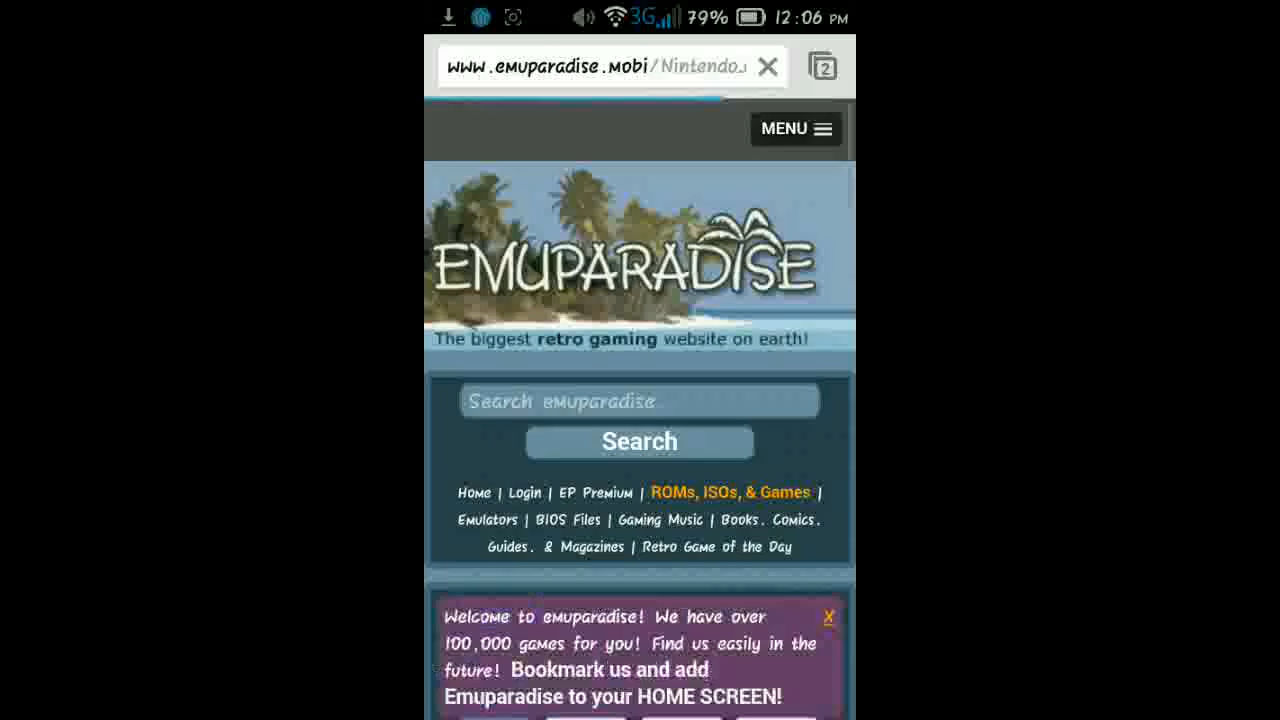 3G 79% 12:06 PM
www.emuparadise.mobi/Nintendo
2
MENU
EMUPARADISE
The biggest retro gaming website on earth!
Search emuparadise..
Search
Home | Login | EP Premium | ROMs, ISOs, & Games |
Emulators | BIOS Files | Gaming Music | Books, Comics,
Guides, & Magazines | Retro Game of the Day
Welcome to emuparadise! We have over X
100,000 games for you! Find us easily in the
future! Bookmark us and add
Emuparadise to your HOME SCREEN!